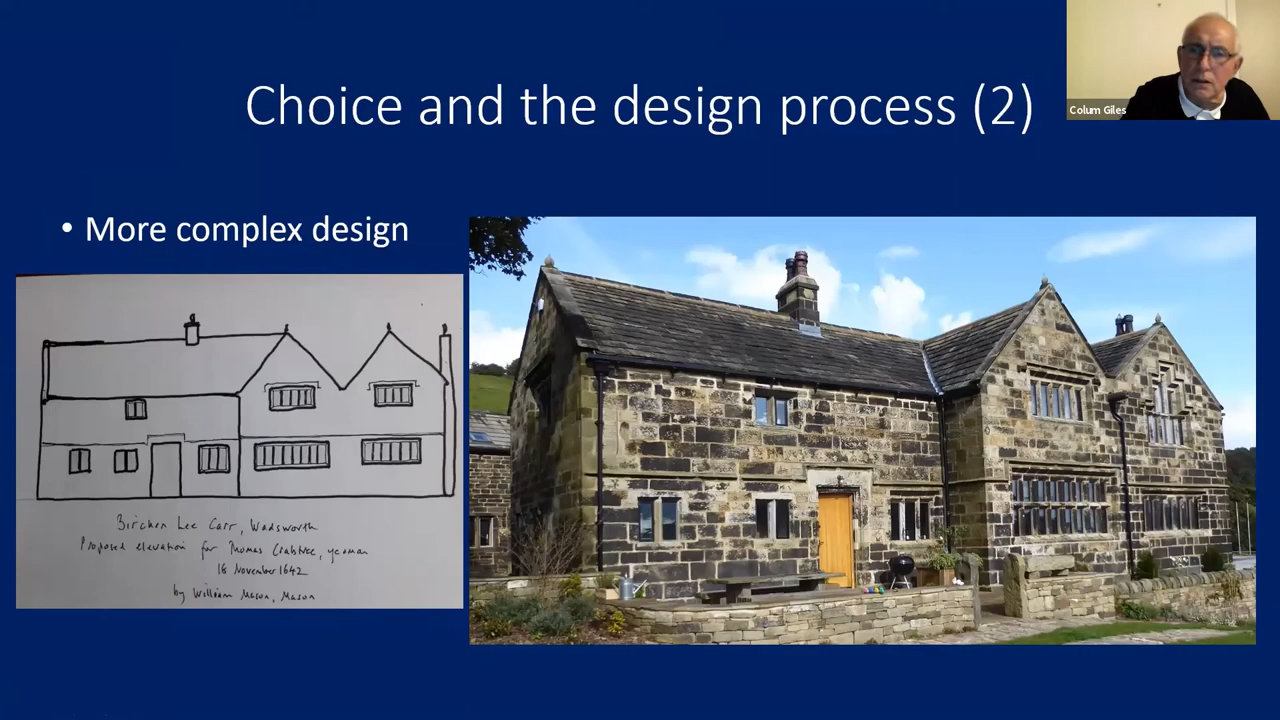 Choice and the design process (2)
Colum Giles
• More complex design
Birchen Lee Carr, Wadsworth
Proposed elevation for Thomas Crabtree, yeoman
18 November 1642
by William Mason, Mason